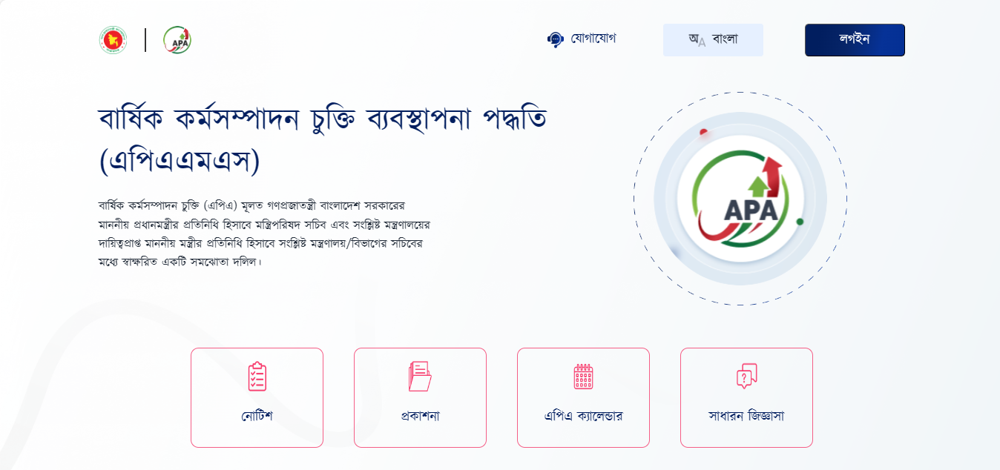 APA
যোগাযোগ
অA বাংলা
লগইন
বার্ষিক কর্মসম্পাদন চুক্তি ব্যবস্থাপনা পদ্ধতি
(এপিএএমএস)
বার্ষিক কর্মসম্পাদন চুক্তি (এপিএ) মূলত গণপ্রজাতন্ত্রী বাংলাদেশ সরকারের
মাননীয় প্রধানমন্ত্রীর প্রতিনিধি হিসাবে মন্ত্রিপরিষদ সচিব এবং সংশ্লিষ্ট মন্ত্রণালয়ের
দায়িত্বপ্রাপ্ত মাননীয় মন্ত্রীর প্রতিনিধি হিসাবে সংশ্লিষ্ট মন্ত্রণালয়/বিভাগের সচিবের
মধ্যে স্বাক্ষরিত একটি সমঝোতা দলিল।
APA
নোটিশ
প্রকাশনা
এপিএ ক্যালেন্ডার
সাধারন জিজ্ঞাসা